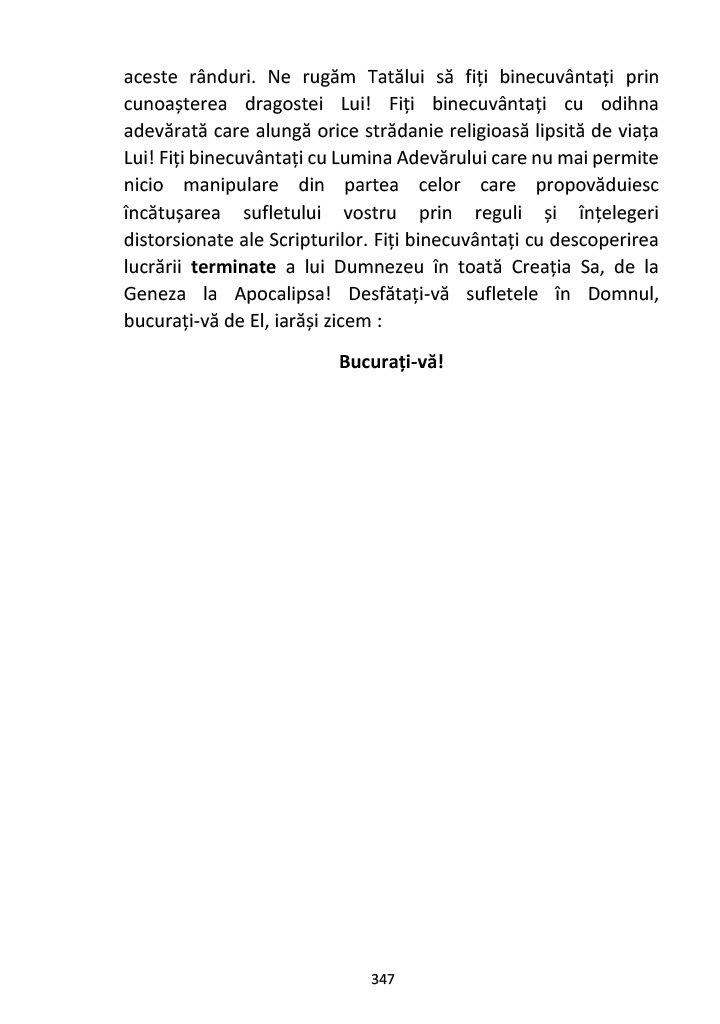 aceste rânduri. Ne rugăm Tatălui să fiți binecuvântați prin
cunoașterea dragostei Lui! Fiți binecuvântați cu odihna
adevărată care alungă orice strădanie religioasă lipsită de viața
Lui! Fiți binecuvântați cu Lumina Adevărului care nu mai permite
nicio manipulare din partea celor care propovăduiesc
încătușarea sufletului vostru prin reguli și înțelegeri
distorsionate ale Scripturilor. Fiți binecuvântați cu descoperirea
lucrării terminate a lui Dumnezeu în toată Creația Sa, de la
Geneza la Apocalipsa! Desfătați-vă sufletele în Domnul,
bucurați-vă de El, iarăși zicem :
Bucurați-vă!
347